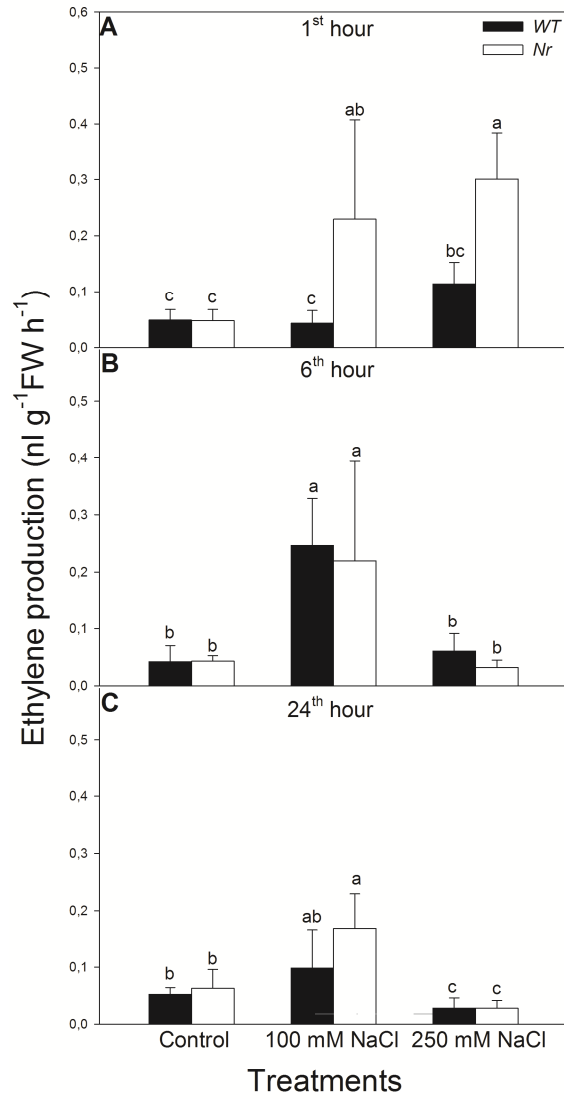 Ethylene production (nl g⁻¹FW h⁻¹)
A
1ˢᵗ hour
WT
Nr
0,6
0,5
0,4
0,3
0,2
0,1
0,0
c
c
c
ab
bc
a
B
6ᵗʰ hour
0,5
0,4
0,3
0,2
0,1
0,0
b
b
a
a
b
b
C
24ᵗʰ hour
0,5
0,4
0,3
0,2
0,1
0,0
b
b
ab
a
c
c
Control
100 mM NaCl
250 mM NaCl
Treatments